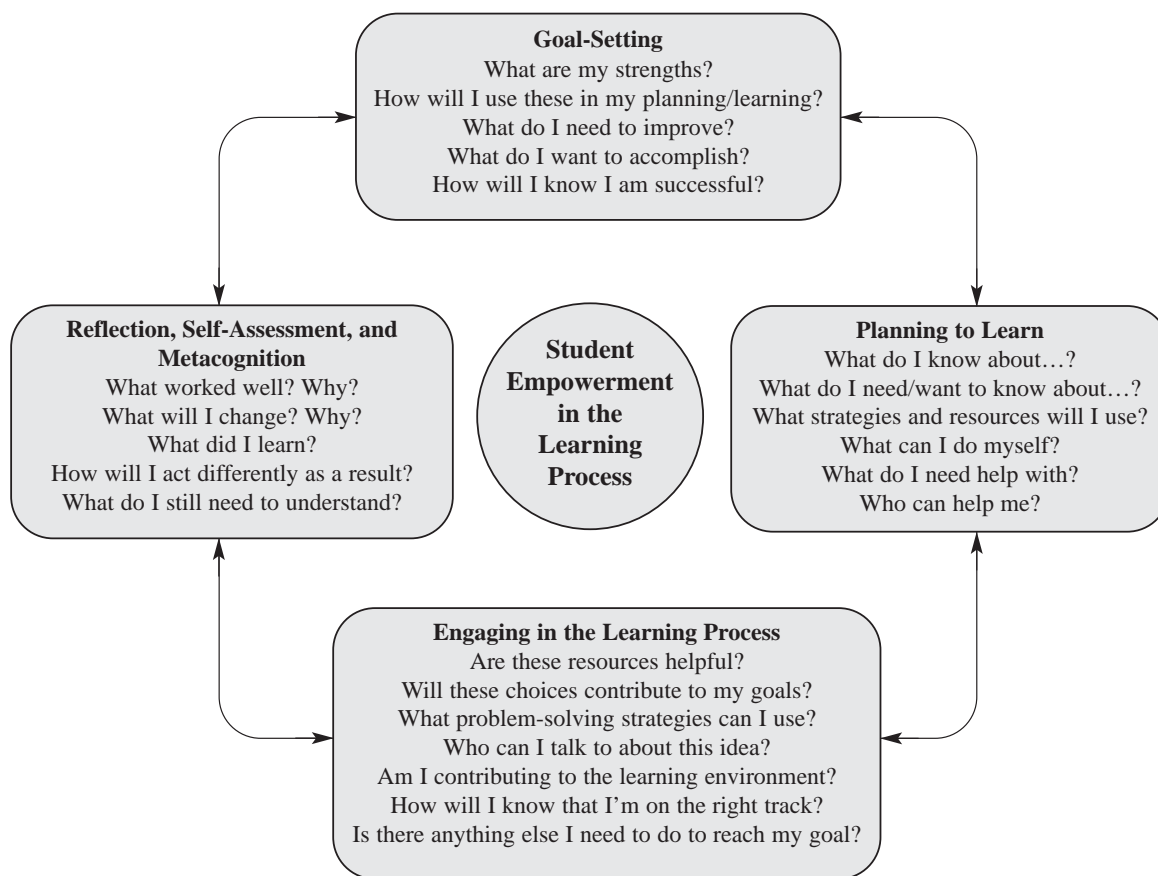 Goal-Setting
What are my strengths?
How will I use these in my planning/learning?
What do I need to improve?
What do I want to accomplish?
How will I know I am successful?
Reflection, Self-Assessment, and
Metacognition
What worked well? Why?
What will I change? Why?
What did I learn?
How will I act differently as a result?
What do I still need to understand?
Student
Empowerment
in the
Learning
Process
Planning to Learn
What do I know about…?
What do I need/want to know about…?
What strategies and resources will I use?
What can I do myself?
What do I need help with?
Who can help me?
Engaging in the Learning Process
Are these resources helpful?
Will these choices contribute to my goals?
What problem-solving strategies can I use?
Who can I talk to about this idea?
Am I contributing to the learning environment?
How will I know that I’m on the right track?
Is there anything else I need to do to reach my goal?